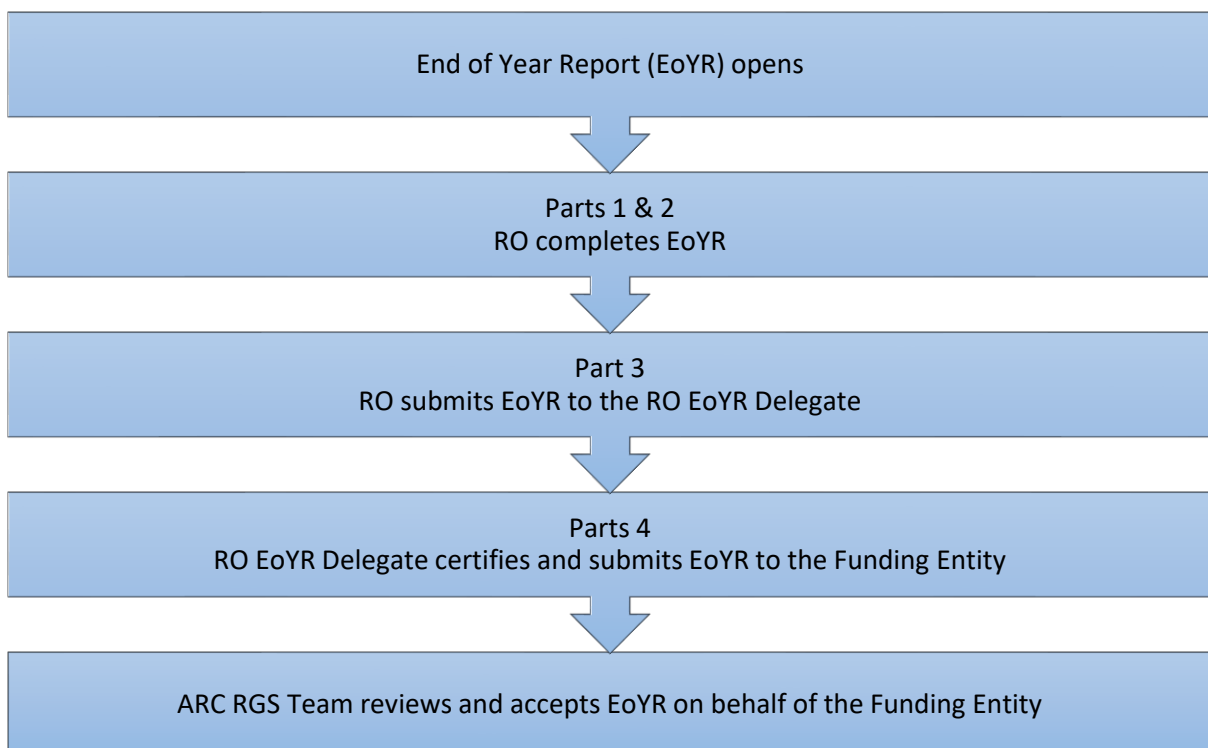 End of Year Report (EoYR) opens
Parts 1 & 2
RO completes EoYR
Part 3
RO submits EoYR to the RO EoYR Delegate
Parts 4
RO EoYR Delegate certifies and submits EoYR to the Funding Entity
ARC RGS Team reviews and accepts EoYR on behalf of the Funding Entity